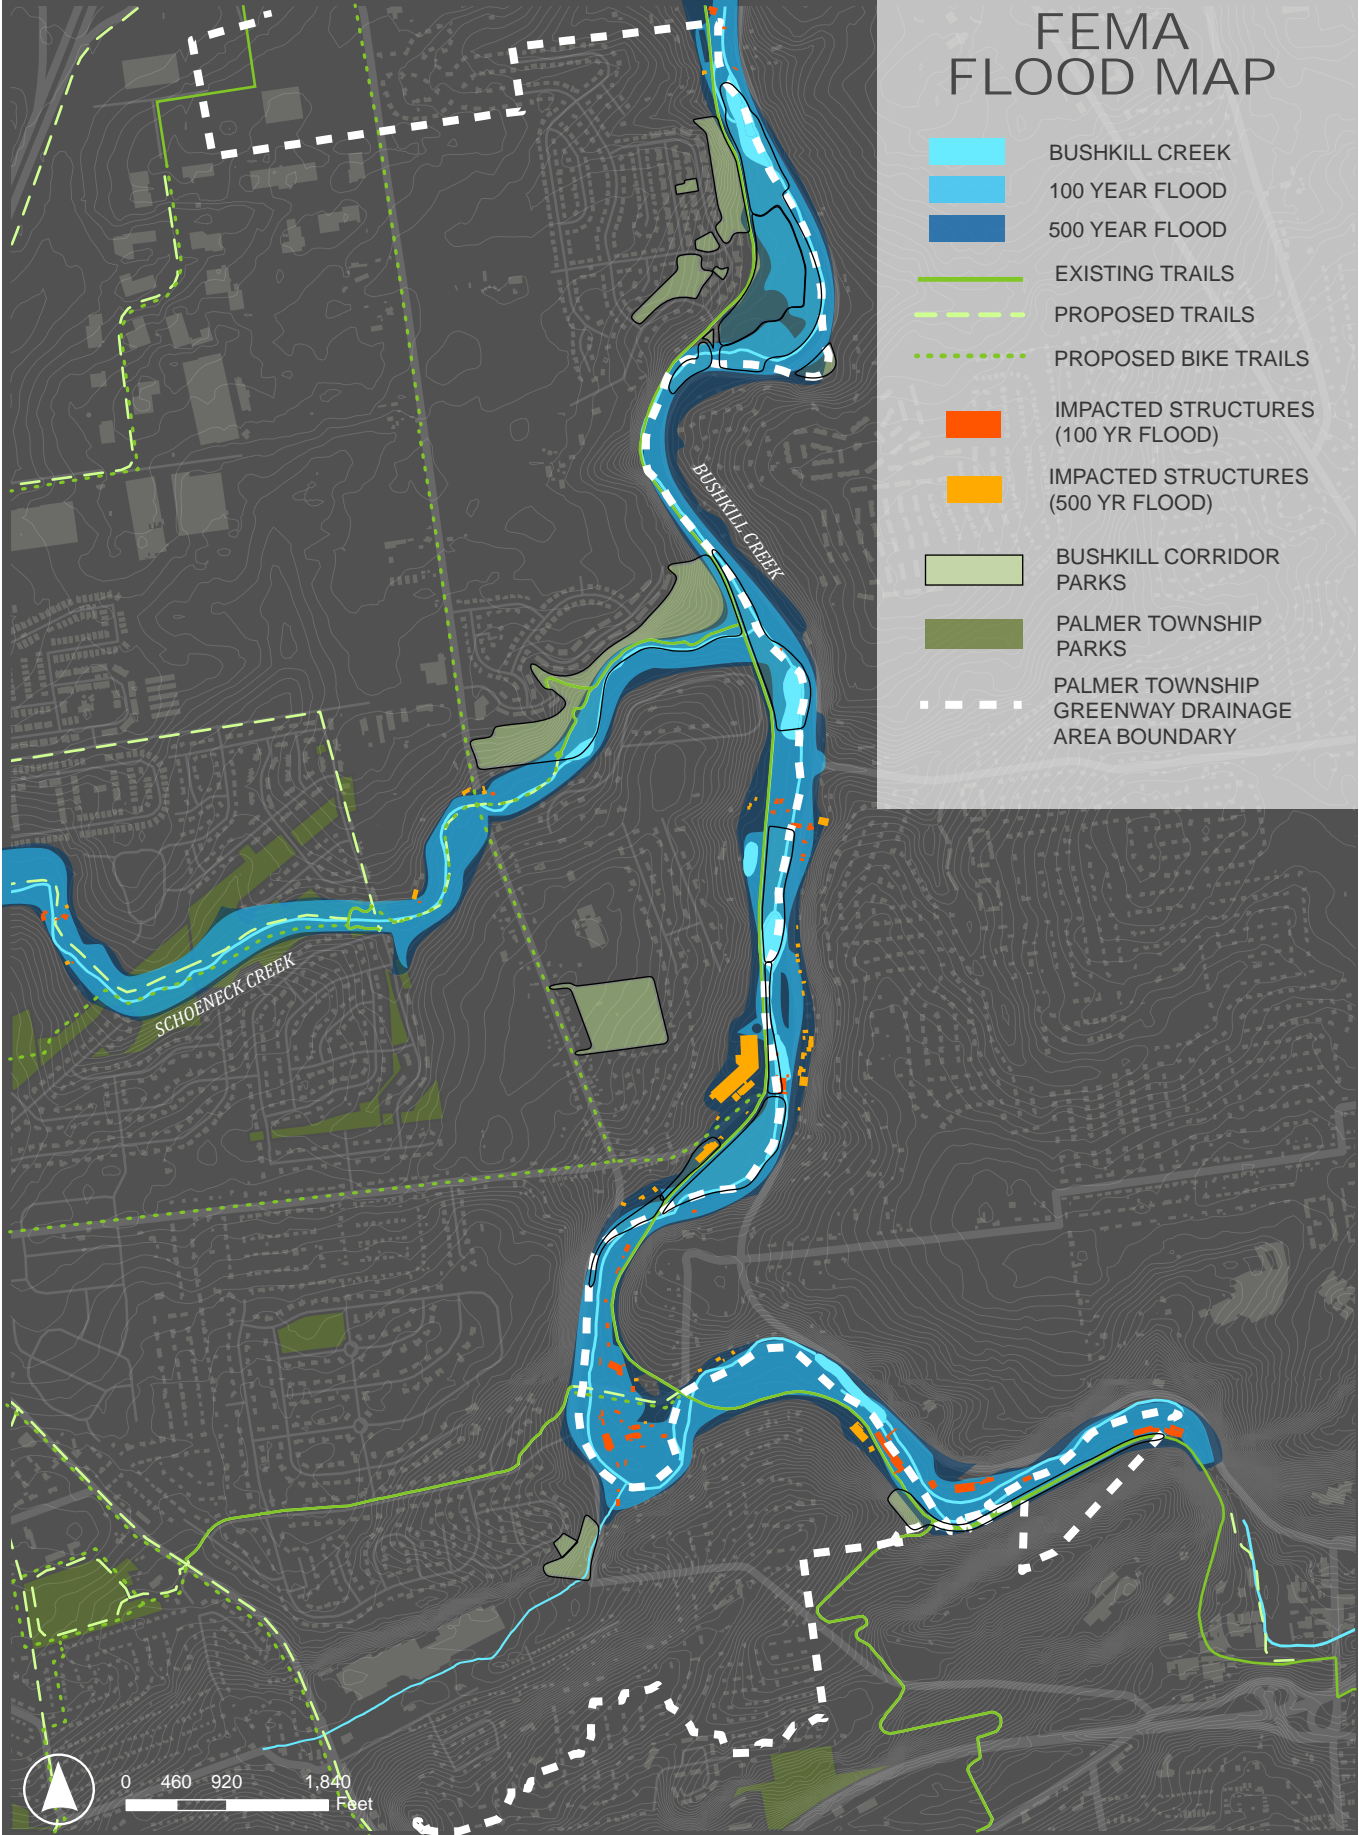 FEMA
FLOOD MAP
BUSHKILL CREEK
100 YEAR FLOOD
500 YEAR FLOOD
EXISTING TRAILS
PROPOSED TRAILS
PROPOSED BIKE TRAILS
IMPACTED STRUCTURES
(100 YR FLOOD)
IMPACTED STRUCTURES
(500 YR FLOOD)
BUSHKILL CORRIDOR
PARKS
PALMER TOWNSHIP
PARKS
PALMER TOWNSHIP
GREENWAY DRAINAGE
AREA BOUNDARY
BUSHKILL CREEK
SCHOENECK CREEK
0 460 920 1,840
Feet